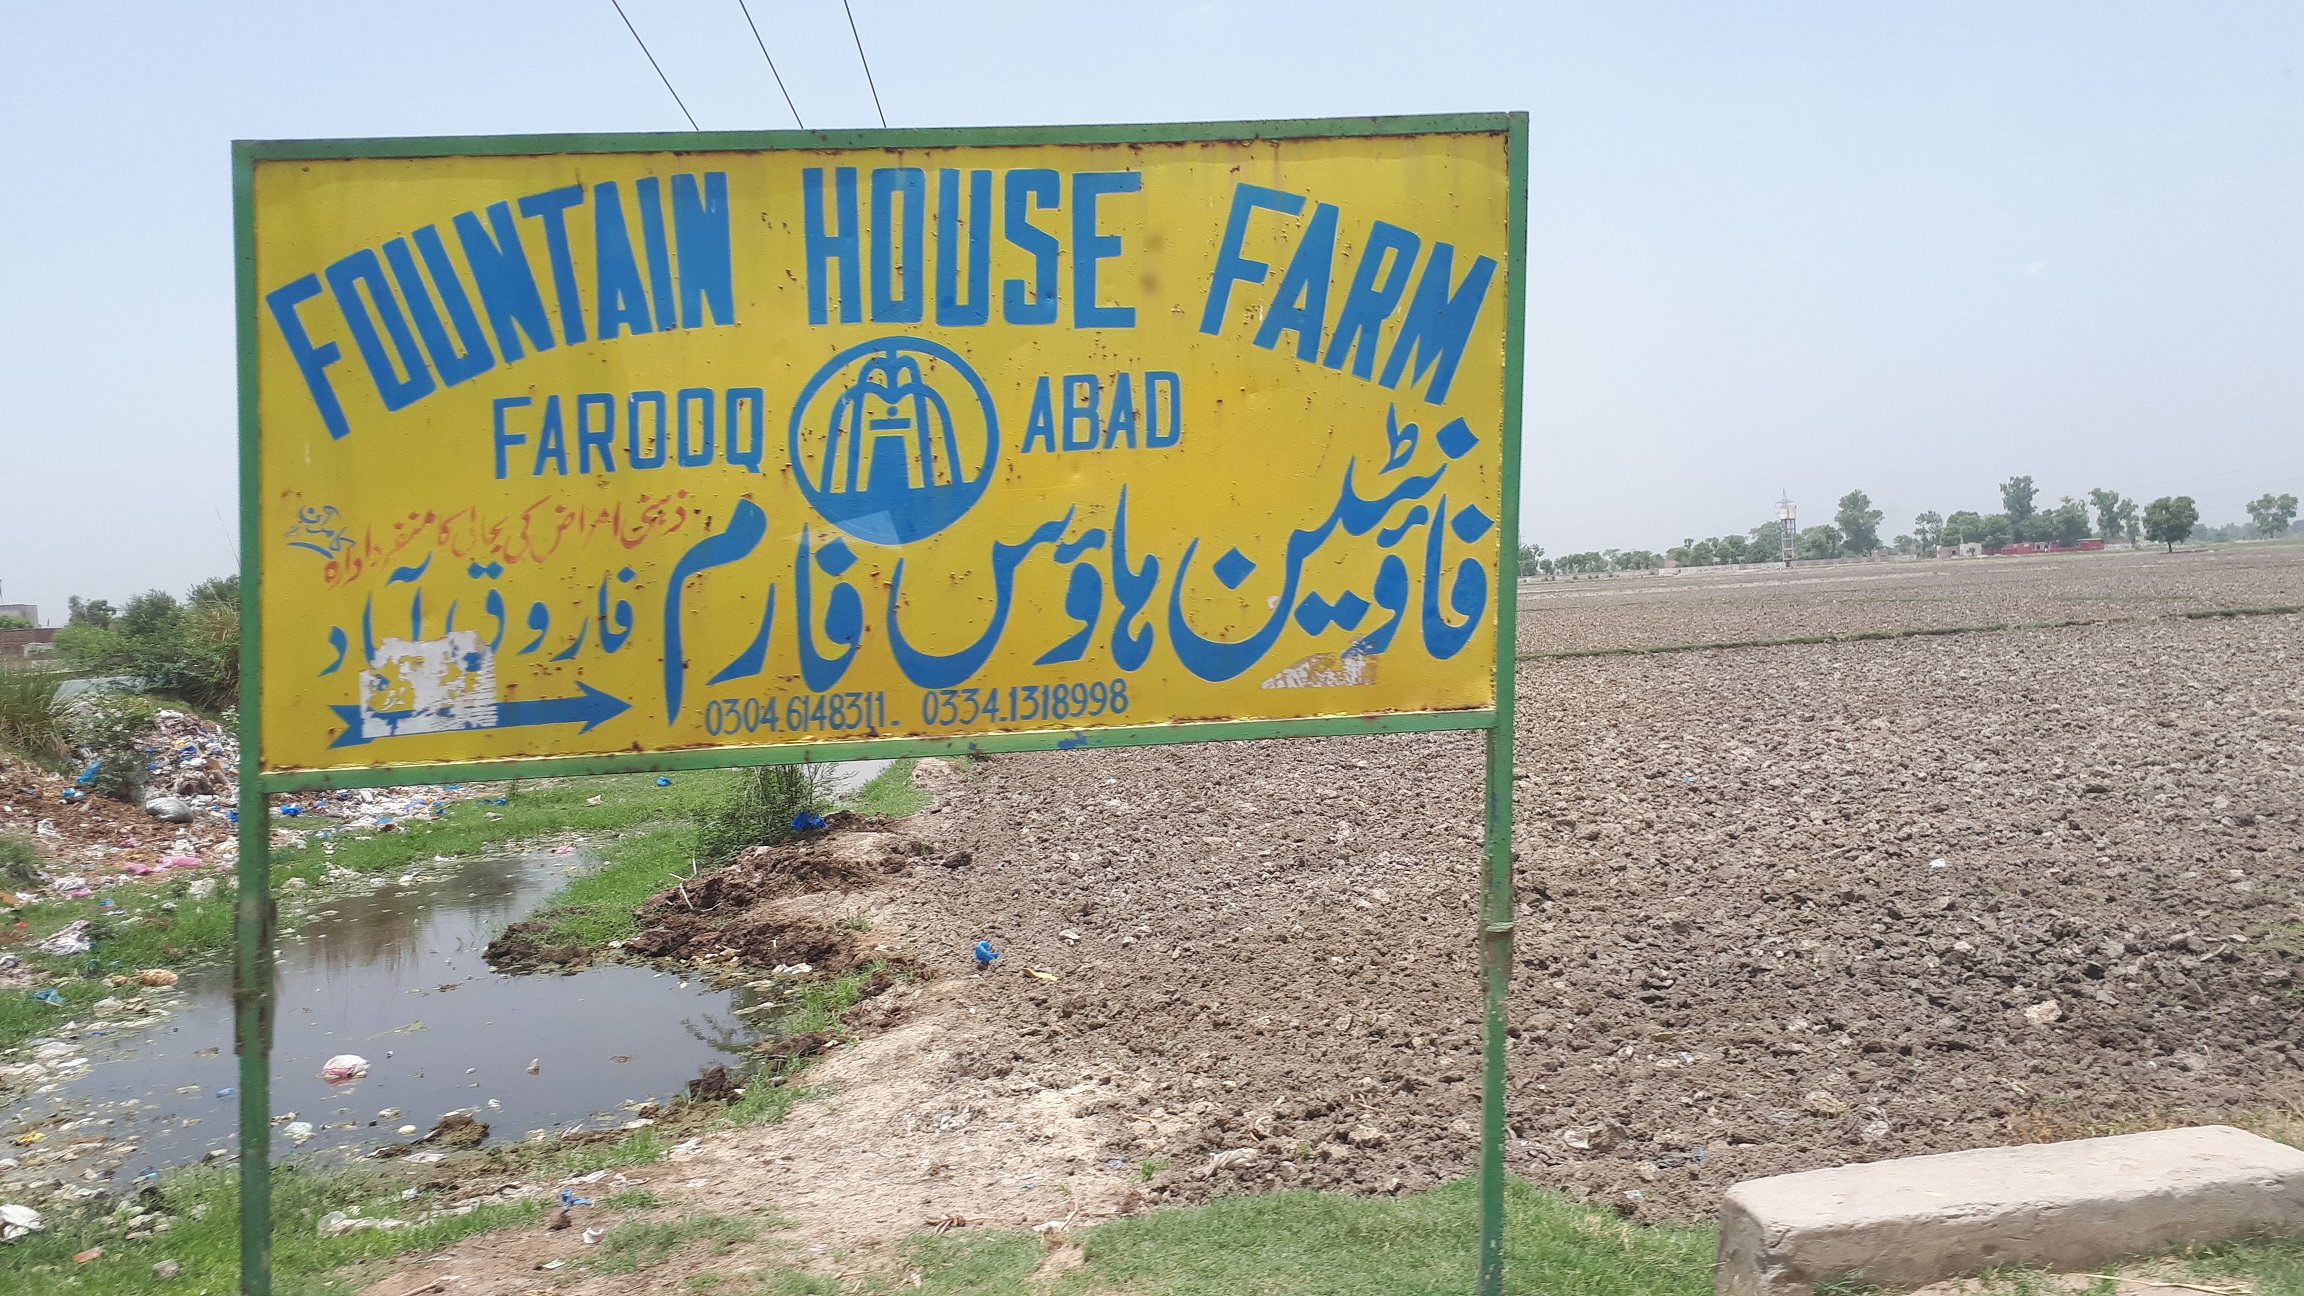 FOUNTAIN HOUSE FARM
FAROOQ ABAD
ذہنی امراض کی بحالی کا منفرد ادارہ
فاؤنٹین ہاؤس فارم فاروق آباد
0304.6148311. 0334.1318998